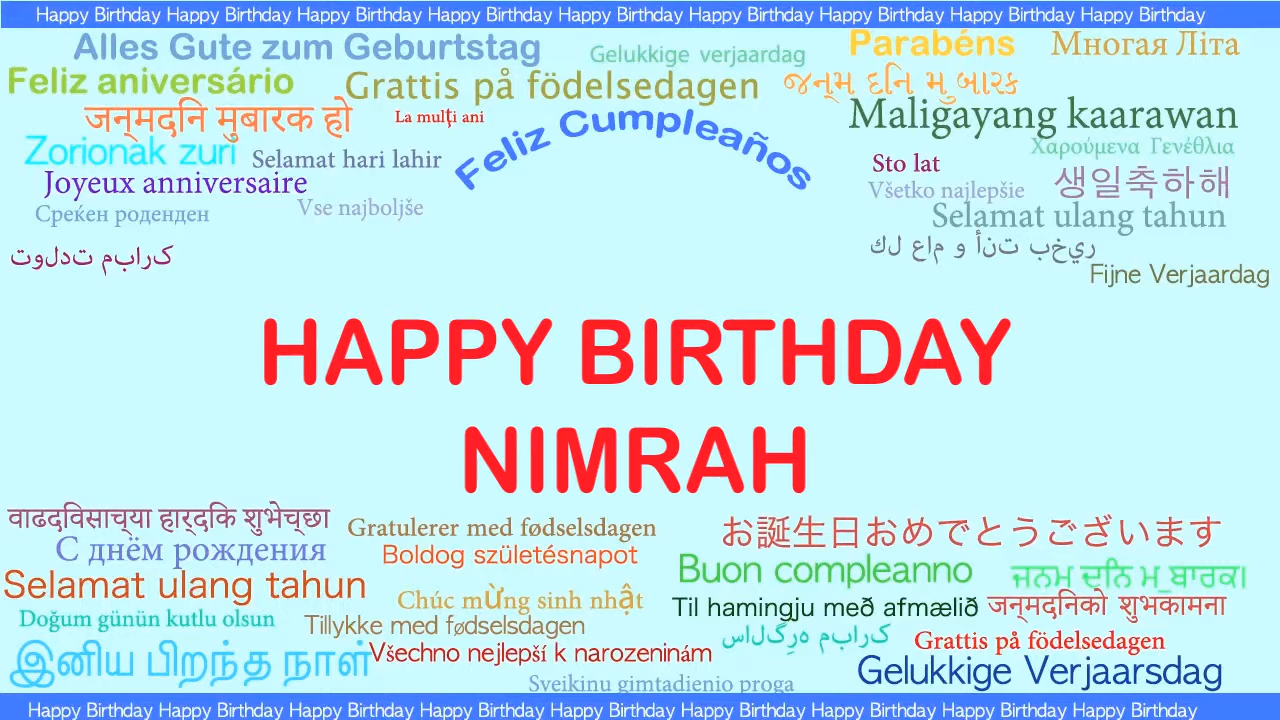 Happy Birthday Happy Birthday Happy Birthday Happy Birthday Happy Birthday Happy Birthday Happy Birthday Happy Birthday Happy Birthday
Alles Gute zum Geburtstag
Gelukkige verjaardag
Parabéns
Многая Літа
Feliz aniversário
Grattis på födelsedagen
જન્મ દનિ મુબારક
जन्मदनि मुबारक हो
La mulţi ani
Feliz Cumpleaños
Maligayang kaarawan
Zorionak zuri
Selamat hari lahir
Sto lat
Χαρούμενα Γενέθλια
Joyeux anniversaire
Všetko najlepšie
생일축하해
Среќен роденден
Vse najboljše
Selamat ulang tahun
تولدت مبارک
كل عام و أنت بخير
Fijne Verjaardag
HAPPY BIRTHDAY
NIMRAH
वाढदविसाच्या हार्दकि शुभेच्छा
Gratulerer med fødselsdagen
お誕生日おめでとうございます
С днём рождения
Boldog születésnapot
Buon compleanno
ਜਨਮ ਦਨਿ ਮੁਬਾਰਕ।
Selamat ulang tahun
Chúc mừng sinh nhật
Til hamingju með afmælið
जन्मदनिको शुभकामना
Doğum günün kutlu olsun
Tillykke med fødselsdagen
سالگرہ مبارک
Grattis på födelsedagen
இனிய பிறந்த நாள்
Všechno nejlepší k narozeninám
Gelukkige Verjaarsdag
Sveikinu gimtadienio proga
Happy Birthday Happy Birthday Happy Birthday Happy Birthday Happy Birthday Happy Birthday Happy Birthday Happy Birthday Happy Birthday